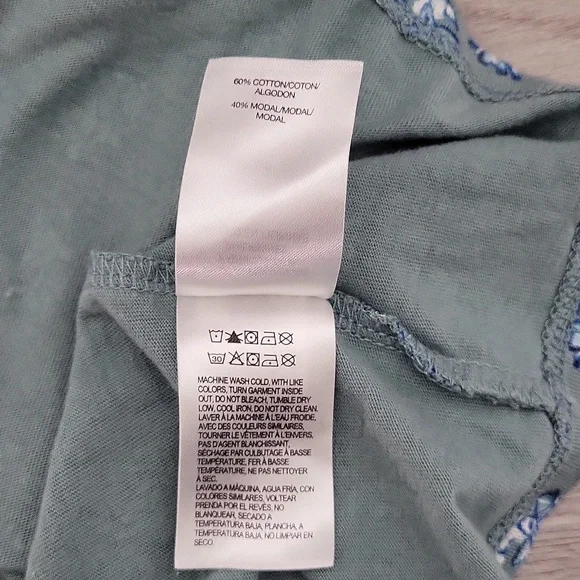 60% COTTON/COTON/
ALGODON
40% MODAL/MODAL/
MODAL
30
MACHINE WASH COLD, WITH LIKE
COLORS, TURN GARMENT INSIDE
OUT, DO NOT BLEACH, TUMBLE DRY
LOW, COOL IRON, DO NOT DRY CLEAN.
LAVER À LA MACHINE À L'EAU FROIDE,
AVEC DES COULEURS SIMILAIRES,
TOURNER LE VÊTEMENT À L'ENVERS,
PAS D'AGENT BLANCHISSANT,
SÉCHAGE PAR CULBUTAGE À BASSE
TEMPÉRATURE, FER À BASSE
TEMPÉRATURE, NE PAS NETTOYER
À SEC.
LAVADO A MÁQUINA, AGUA FRÍA, CON
COLORES SIMILARES, VOLTEAR
PRENDA POR EL REVÉS, NO
BLANQUEAR, SECADO A
TEMPERATURA BAJA, PLANCHA, A
TEMPERATURA BAJA, NO LIMPIAR EN
SECO.